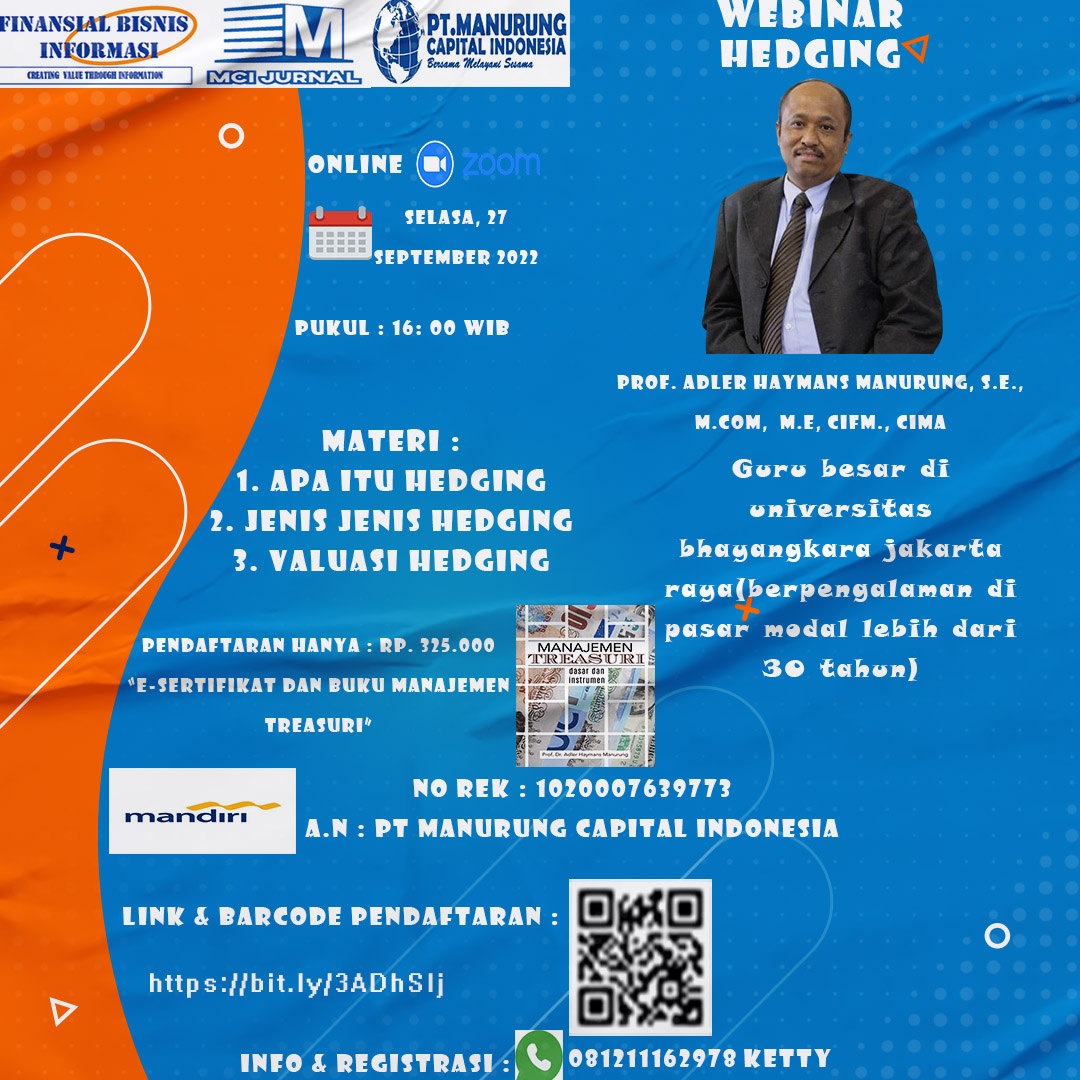 FINANSIAL BISNIS
INFORMASI
CREATING VALUE THROUGH INFORMATION
MCI JURNAL
PT.MANURUNG
CAPITAL INDONESIA
Bersama Melayani Sesama
WEBINAR
HEDGING
ONLINE zoom
SELASA, 27
SEPTEMBER 2022
PUKUL : 16: 00 WIB
PROF. ADLER HAYMANS MANURUNG, S.E.,
M.COM, M.E, CIFM., CIMA
Guru besar di
universitas
bhayangkara jakarta
raya(berpengalaman di
pasar modal lebih dari
30 tahun)
MATERI :
1. APA ITU HEDGING
2. JENIS JENIS HEDGING
3. VALUASI HEDGING
PENDAFTARAN HANYA : RP. 325.000
"E-SERTIFIKAT DAN BUKU MANAJEMEN
TREASURI"
MANAJEMEN
TREASURI
dasar dan
instrumen
Prof. Dr. Adler Haymans Manurung
mandiri
NO REK : 1020007639773
A.N : PT MANURUNG CAPITAL INDONESIA
LINK & BARCODE PENDAFTARAN :
https://bit.ly/3ADhSIj
INFO & REGISTRASI : 081211162978 KETTY